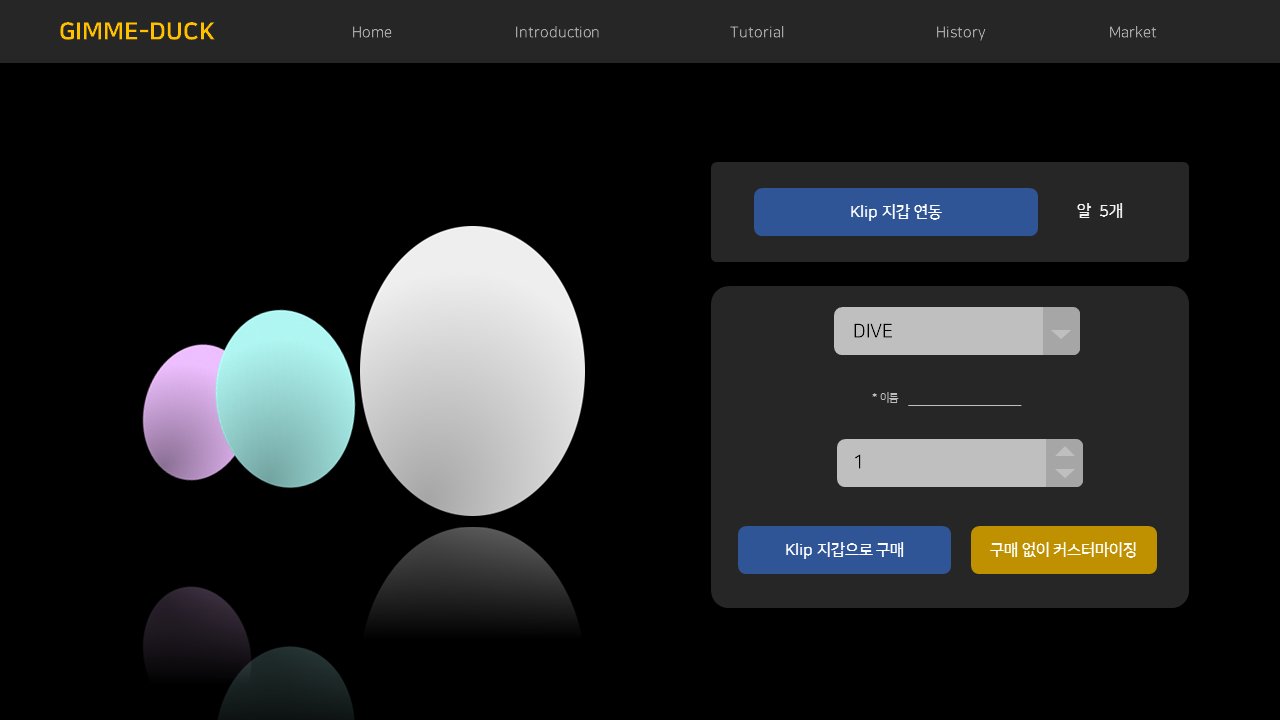 GIMME-DUCK Home Introduction Tutorial History Market
Klip 지갑 연동 알 5개
DIVE
* 이름
1
Klip 지갑으로 구매 구매 없이 커스터마이징